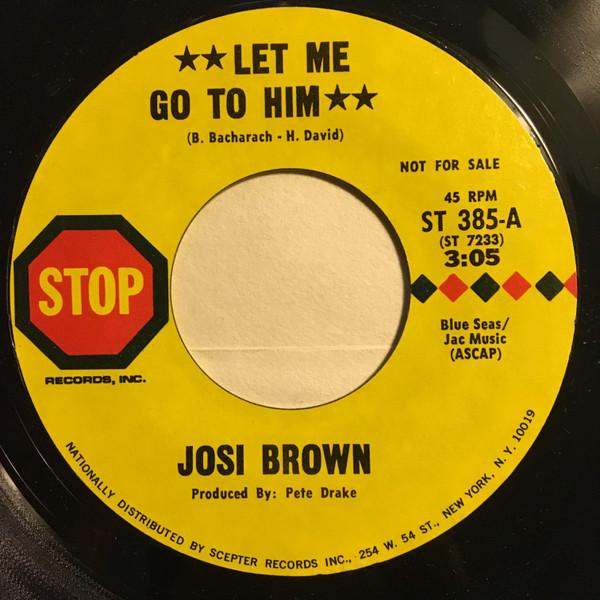 ★★LET ME
GO TO HIM★★
(B. Bacharach - H. David)
NOT FOR SALE
45 RPM
ST 385-A
(ST 7233)
3:05
STOP
RECORDS, INC.
Blue Seas/
Jac Music
(ASCAP)
JOSI BROWN
Produced By: Pete Drake
NATIONALLY DISTRIBUTED BY SCEPTER RECORDS INC., 254 W. 54 ST., NEW YORK, N. Y. 10019